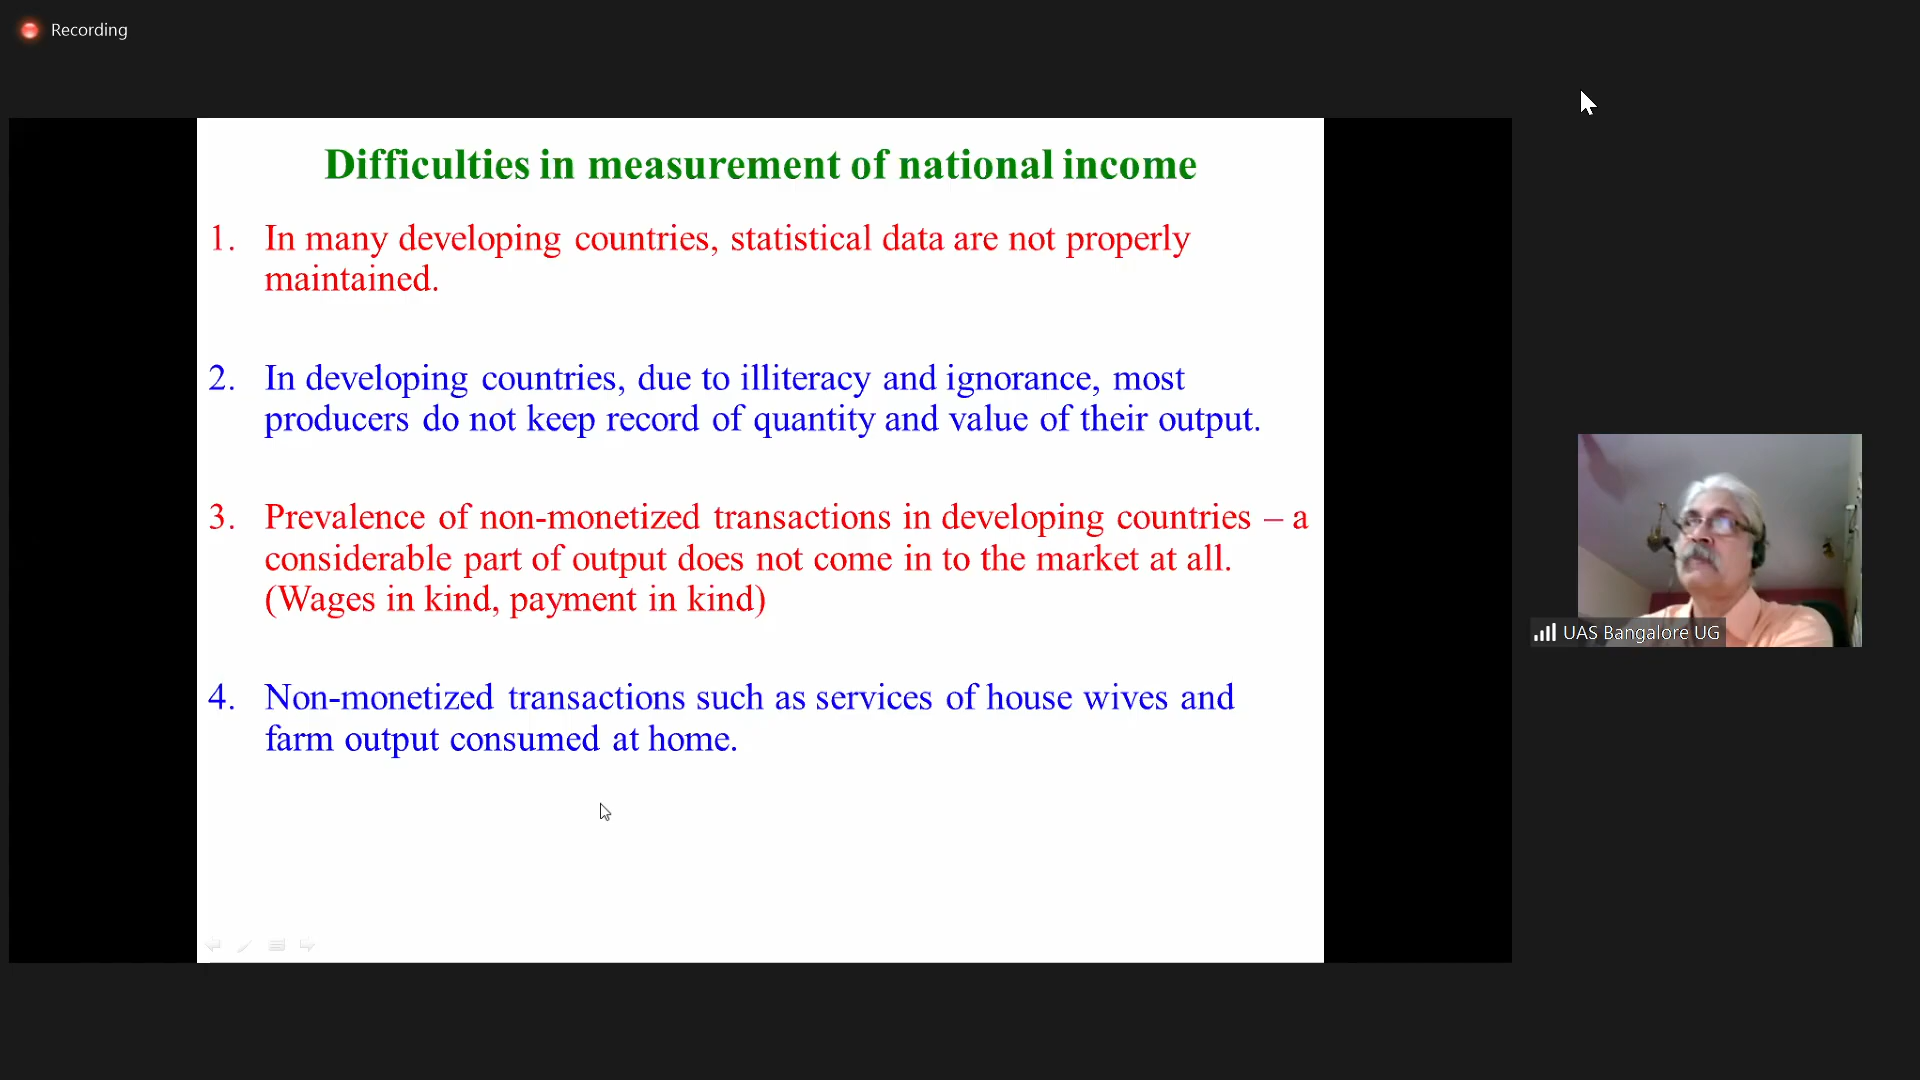 Recording
Difficulties in measurement of national income
1. In many developing countries, statistical data are not properly
maintained.
2. In developing countries, due to illiteracy and ignorance, most
producers do not keep record of quantity and value of their output.
3. Prevalence of non-monetized transactions in developing countries – a
considerable part of output does not come in to the market at all.
(Wages in kind, payment in kind)
4. Non-monetized transactions such as services of house wives and
farm output consumed at home.
UAS Bangalore UG